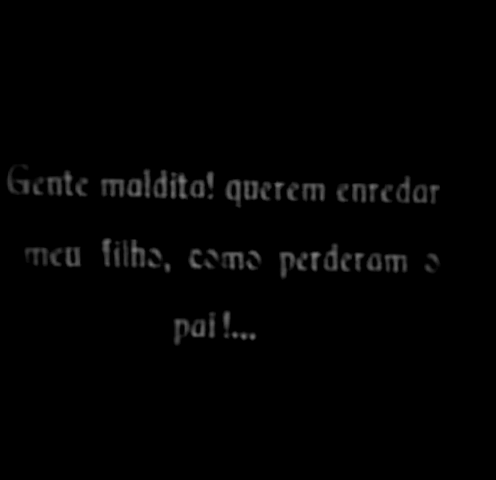 Gente maldita! querem enredar
meu filho, como perderam o
pai!...